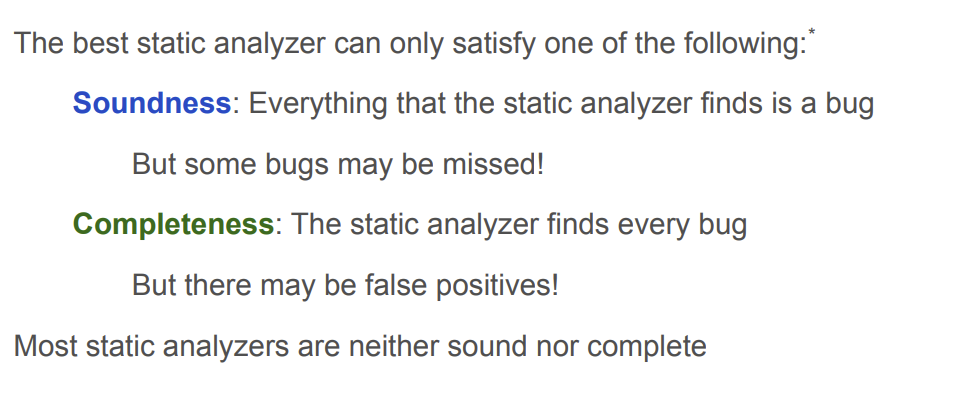 The best static analyzer can only satisfy one of the following:*
Soundness: Everything that the static analyzer finds is a bug
But some bugs may be missed!
Completeness: The static analyzer finds every bug
But there may be false positives!
Most static analyzers are neither sound nor complete